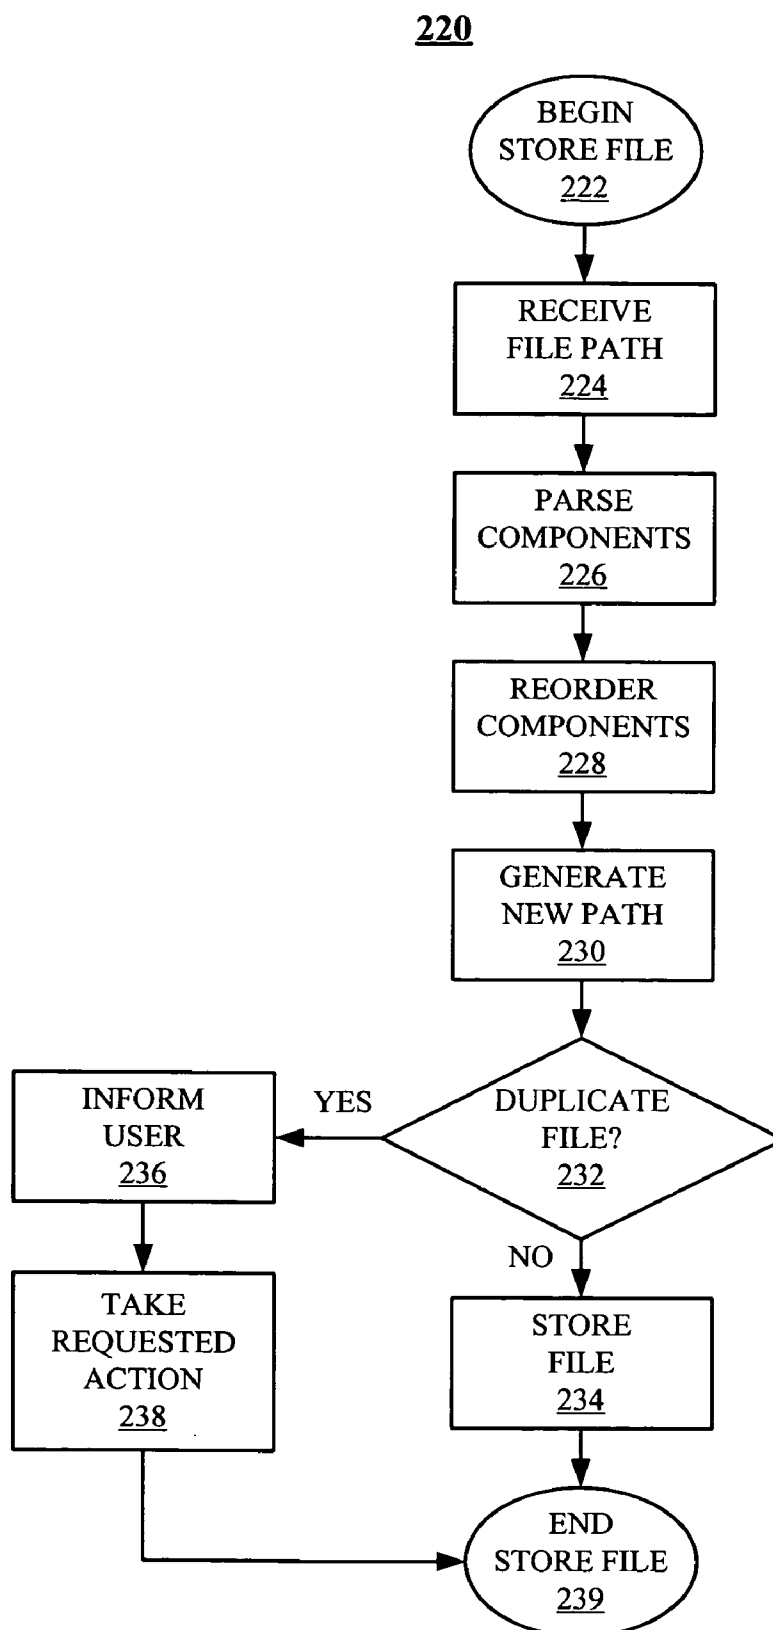 220
BEGIN
STORE FILE
222
RECEIVE
FILE PATH
224
PARSE
COMPONENTS
226
REORDER
COMPONENTS
228
GENERATE
NEW PATH
230
DUPLICATE
FILE?
232
YES
INFORM
USER
236
NO
TAKE
REQUESTED
ACTION
238
STORE
FILE
234
END
STORE FILE
239